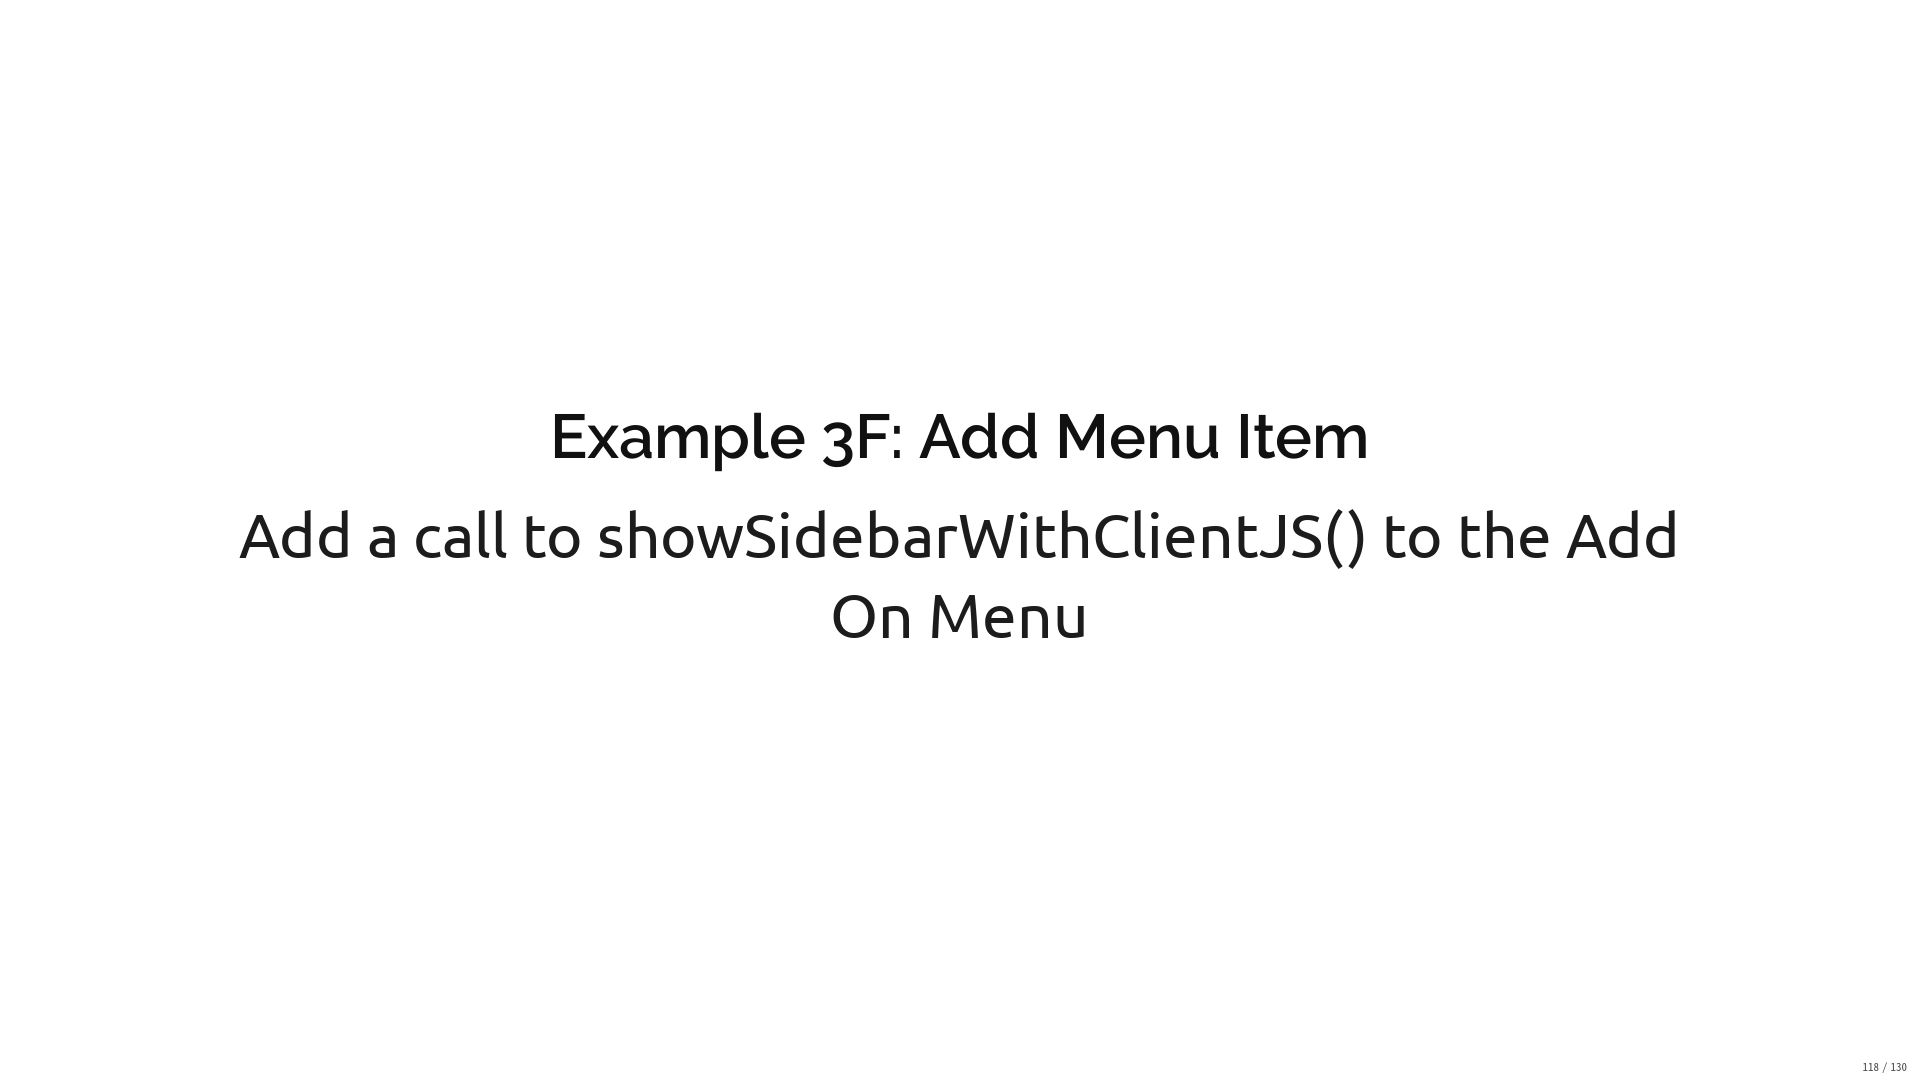 Example 3F: Add Menu Item
Add a call to showSidebarWithClientJS() to the Add
On Menu
118 / 130